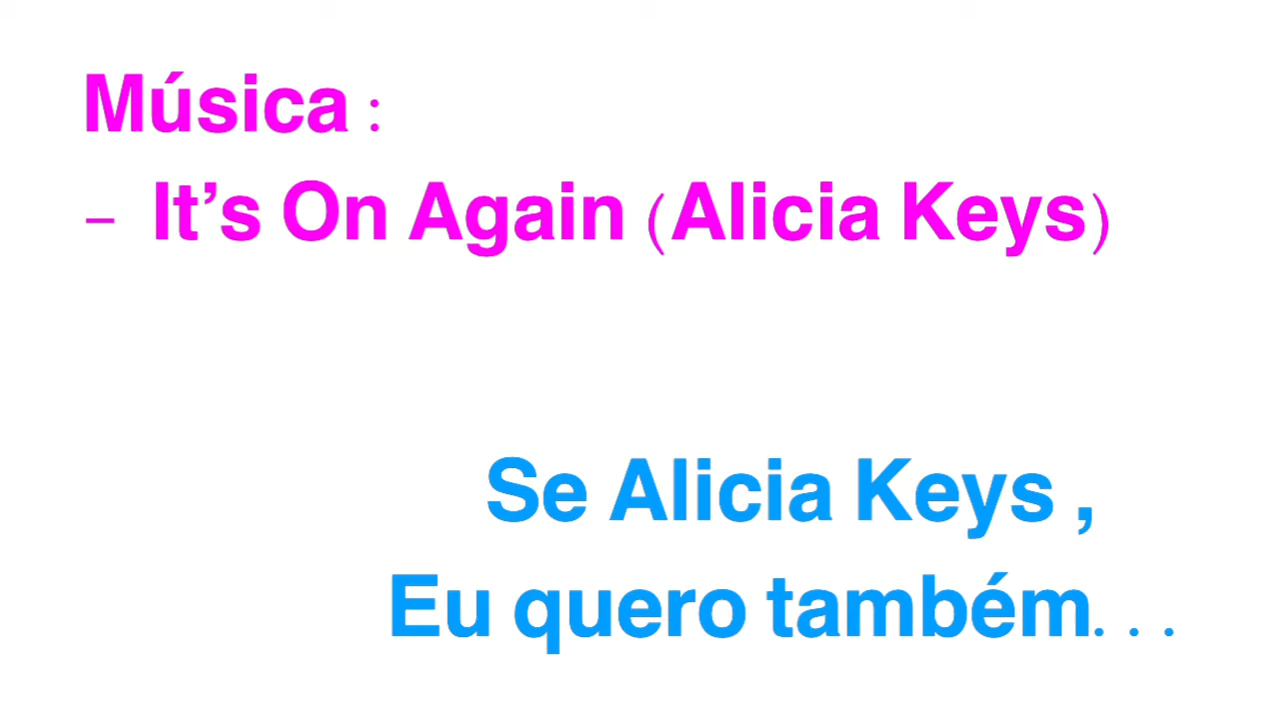 Música :
- It’s On Again (Alicia Keys)
Se Alicia Keys ,
Eu quero também...